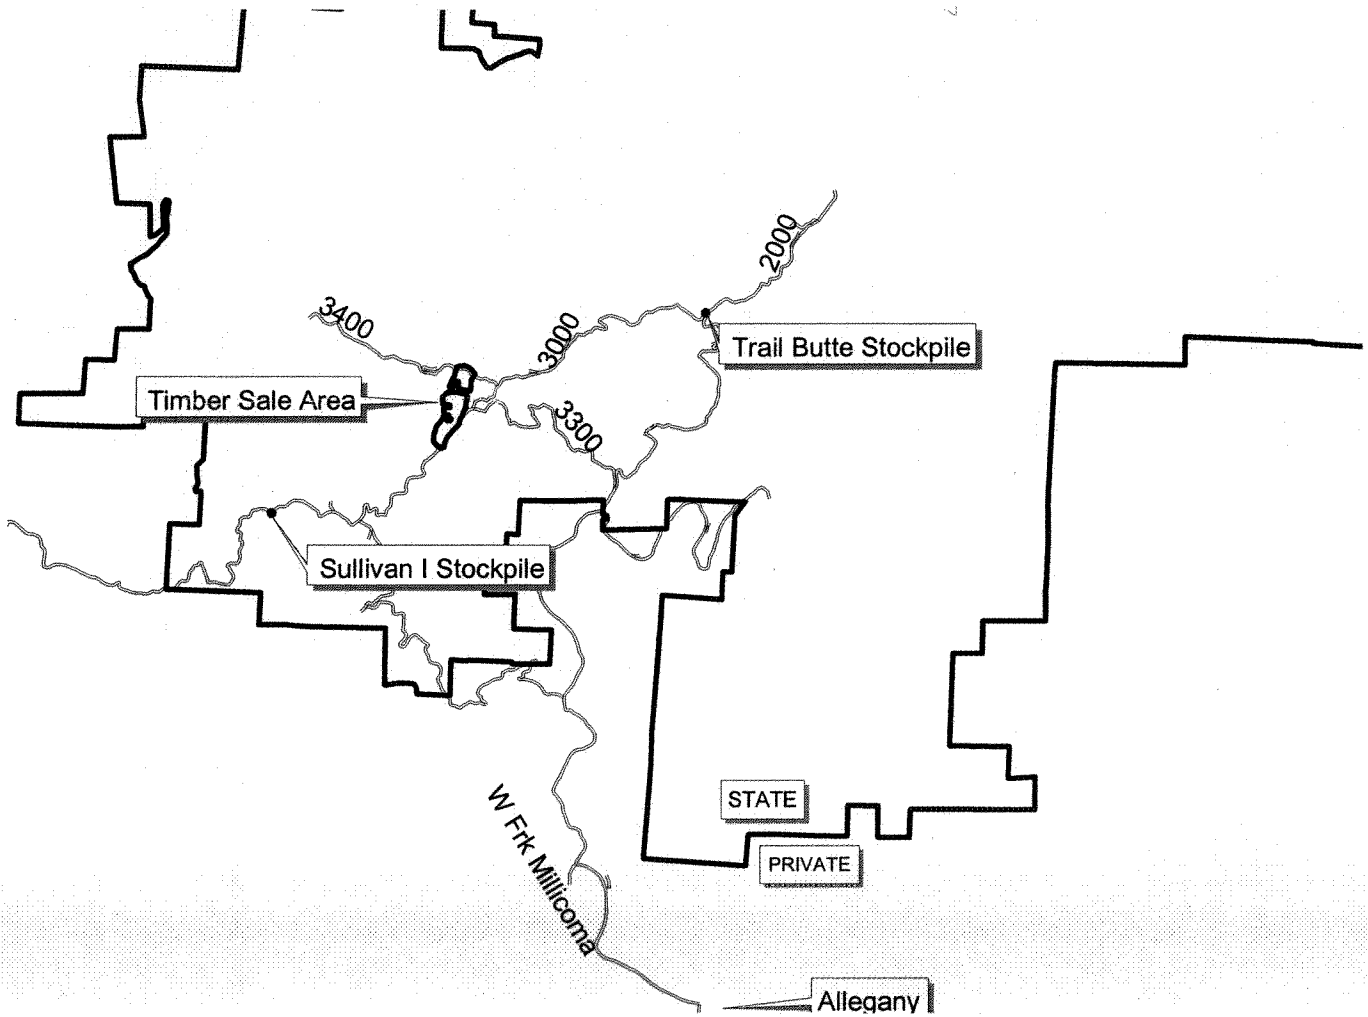 2000
3400
3000
Trail Butte Stockpile
Timber Sale Area
3300
Sullivan I Stockpile
STATE
W Frk Millicoma
PRIVATE
Allegany